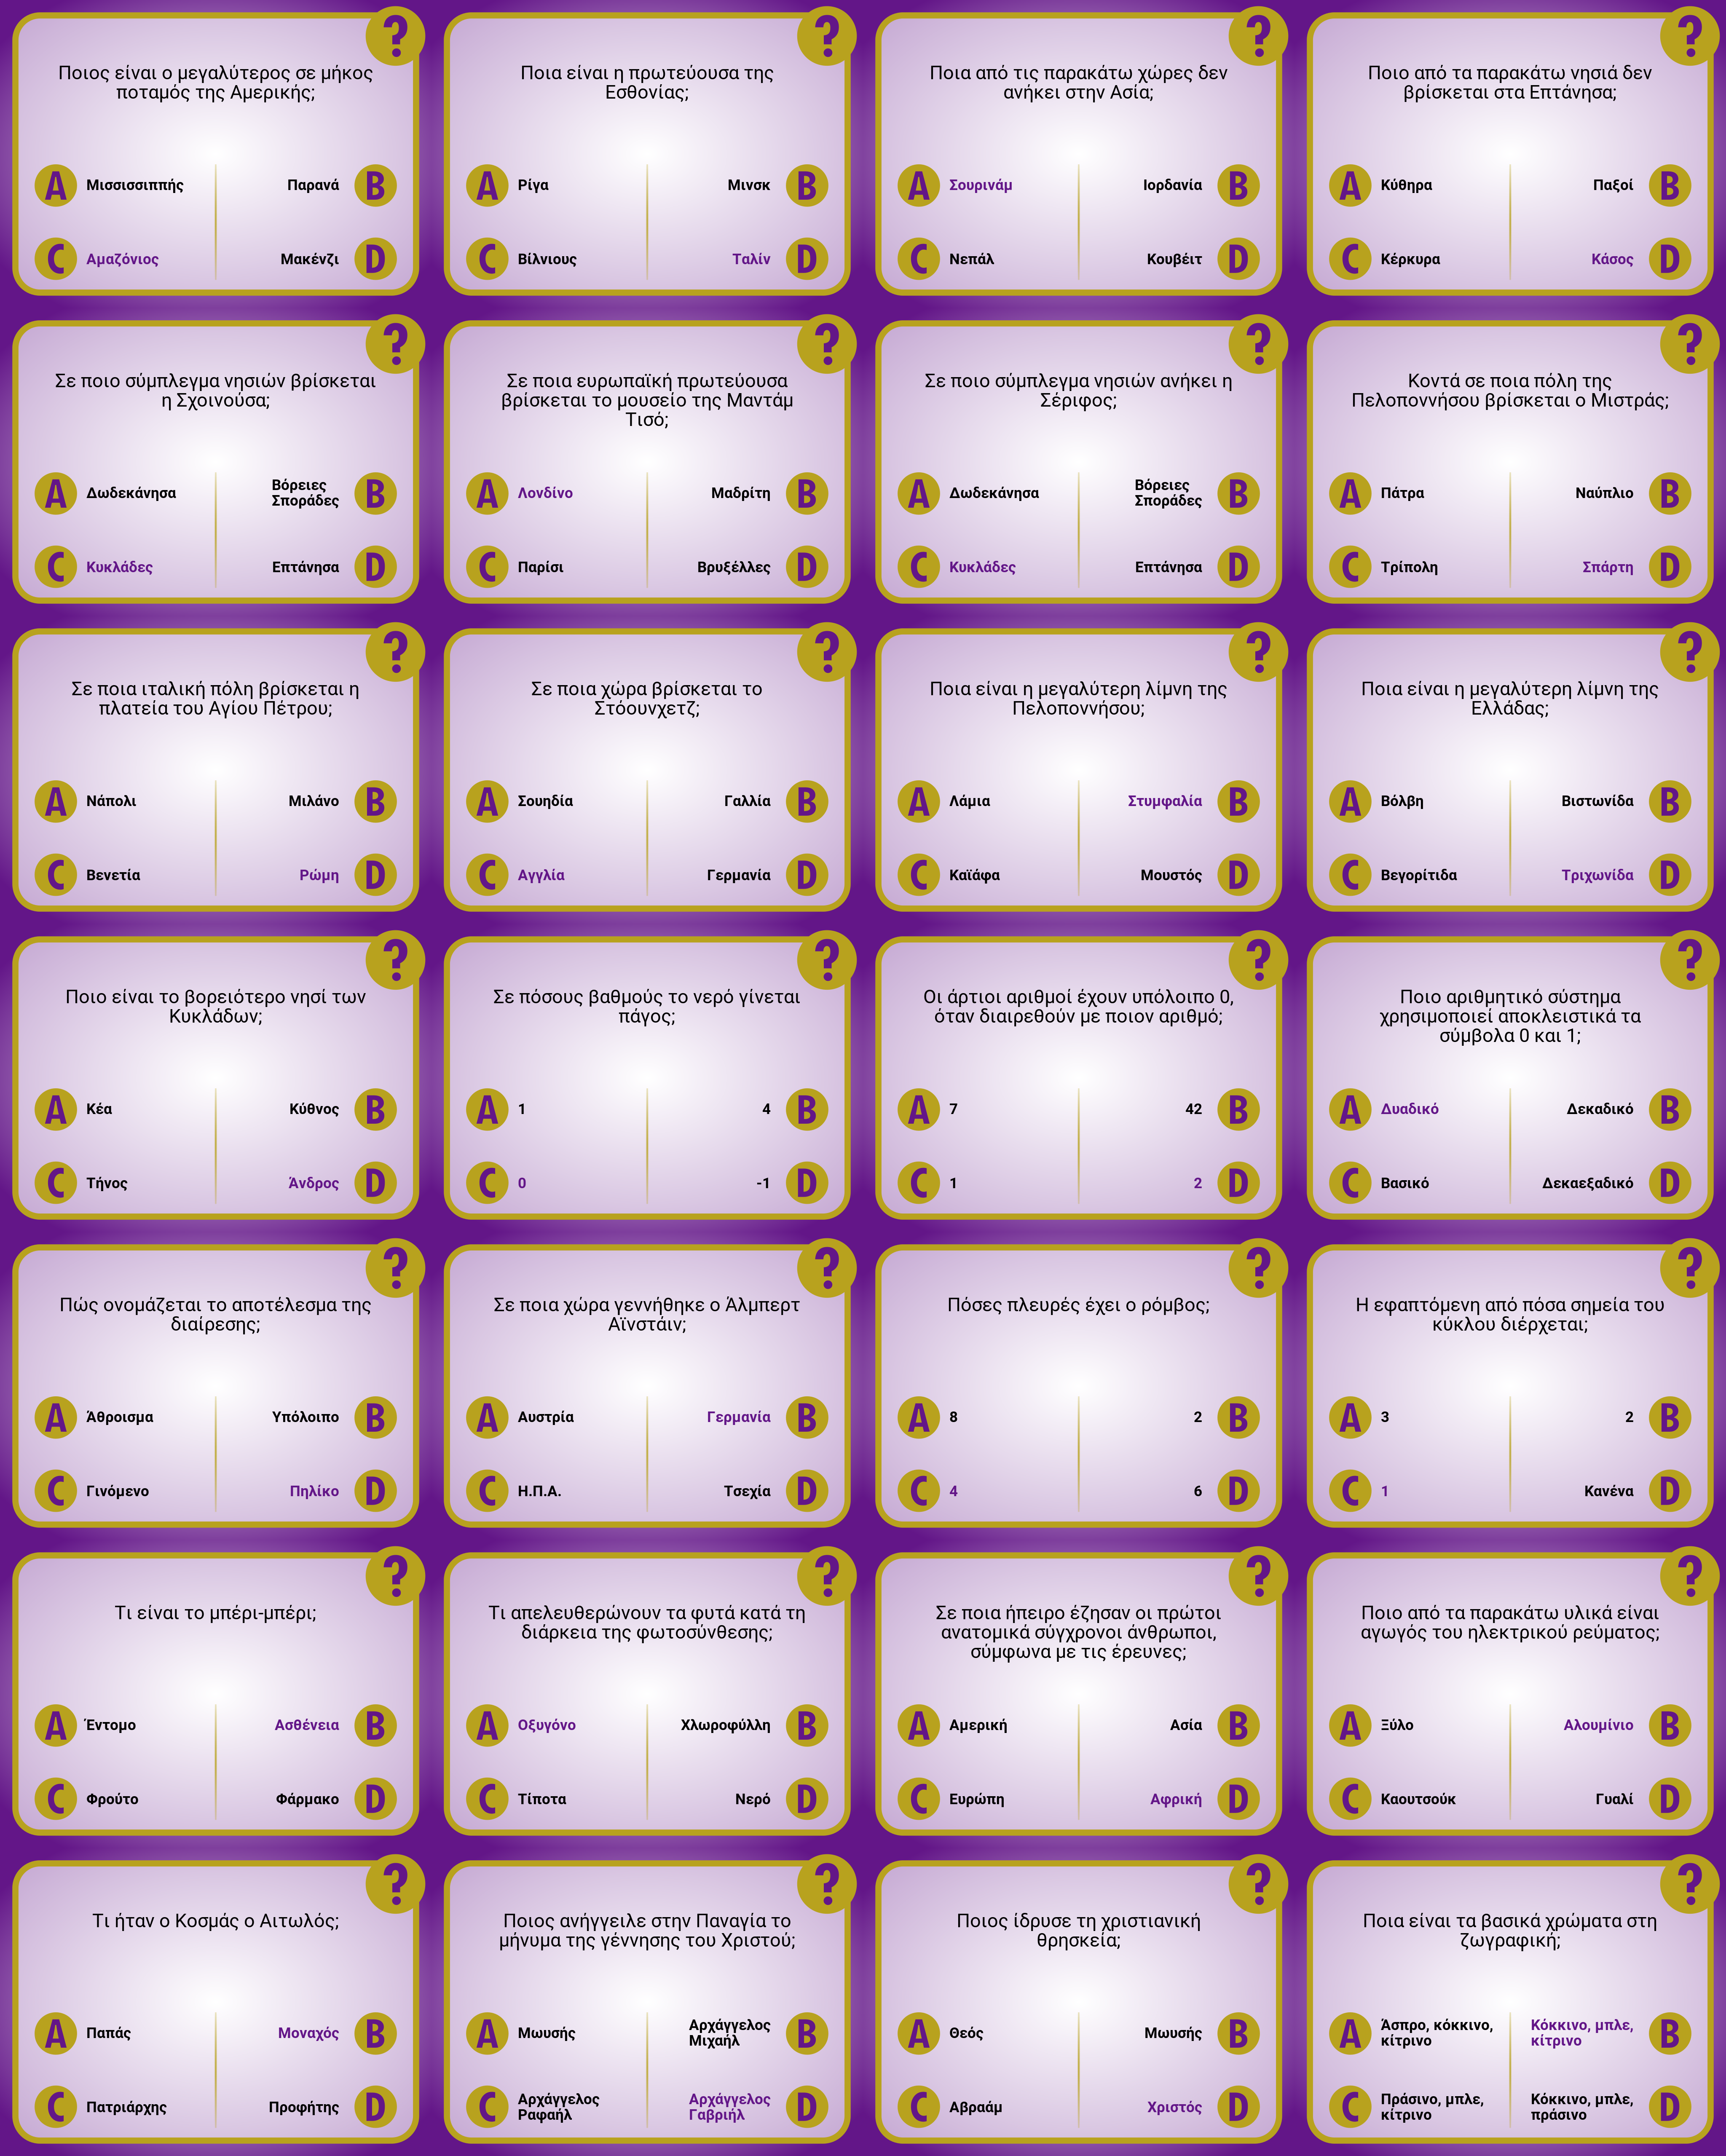 ?
Ποιος είναι ο μεγαλύτερος σε μήκος
ποταμός της Αμερικής;
A Μισσισσιππής
Παρανά B
C Αμαζόνιος
Μακένζι D
?
Ποια είναι η πρωτεύουσα της
Εσθονίας;
A Ρίγα
Μινσκ B
C Βίλνιους
Ταλίν D
?
Ποια από τις παρακάτω χώρες δεν
ανήκει στην Ασία;
A Σουρινάμ
Ιορδανία B
C Νεπάλ
Κουβέιτ D
?
Ποιο από τα παρακάτω νησιά δεν
βρίσκεται στα Επτάνησα;
A Κύθηρα
Παξοί B
C Κέρκυρα
Κάσος D
?
Σε ποιο σύμπλεγμα νησιών βρίσκεται
η Σχοινούσα;
A Δωδεκάνησα
Βόρειες
Σποράδες B
C Κυκλάδες
Επτάνησα D
?
Σε ποια ευρωπαϊκή πρωτεύουσα
βρίσκεται το μουσείο της Μαντάμ
Τισό;
A Λονδίνο
Μαδρίτη B
C Παρίσι
Βρυξέλλες D
?
Σε ποιο σύμπλεγμα νησιών ανήκει η
Σέριφος;
A Δωδεκάνησα
Βόρειες
Σποράδες B
C Κυκλάδες
Επτάνησα D
?
Κοντά σε ποια πόλη της
Πελοποννήσου βρίσκεται ο Μιστράς;
A Πάτρα
Ναύπλιο B
C Τρίπολη
Σπάρτη D
?
Σε ποια ιταλική πόλη βρίσκεται η
πλατεία του Αγίου Πέτρου;
A Νάπολι
Μιλάνο B
C Βενετία
Ρώμη D
?
Σε ποια χώρα βρίσκεται το
Στόουνχετζ;
A Σουηδία
Γαλλία B
C Αγγλία
Γερμανία D
?
Ποια είναι η μεγαλύτερη λίμνη της
Πελοποννήσου;
A Λάμια
Στυμφαλία B
C Καϊάφα
Μουστός D
?
Ποια είναι η μεγαλύτερη λίμνη της
Ελλάδας;
A Βόλβη
Βιστωνίδα B
C Βεγορίτιδα
Τριχωνίδα D
?
Ποιο είναι το βορειότερο νησί των
Κυκλάδων;
A Κέα
Κύθνος B
C Τήνος
Άνδρος D
?
Σε πόσους βαθμούς το νερό γίνεται
πάγος;
A 1
4 B
C 0
-1 D
?
Οι άρτιοι αριθμοί έχουν υπόλοιπο 0,
όταν διαιρεθούν με ποιον αριθμό;
A 7
42 B
C 1
2 D
?
Ποιο αριθμητικό σύστημα
χρησιμοποιεί αποκλειστικά τα
σύμβολα 0 και 1;
A Δυαδικό
Δεκαδικό B
C Βασικό
Δεκαεξαδικό D
?
Πώς ονομάζεται το αποτέλεσμα της
διαίρεσης;
A Άθροισμα
Υπόλοιπο B
C Γινόμενο
Πηλίκο D
?
Σε ποια χώρα γεννήθηκε ο Άλμπερτ
Αϊνστάιν;
A Αυστρία
Γερμανία B
C Η.Π.Α.
Τσεχία D
?
Πόσες πλευρές έχει ο ρόμβος;
A 8
2 B
C 4
6 D
?
Η εφαπτόμενη από πόσα σημεία του
κύκλου διέρχεται;
A 3
2 B
C 1
Κανένα D
?
Τι είναι το μπέρι-μπέρι;
A Έντομο
Ασθένεια B
C Φρούτο
Φάρμακο D
?
Τι απελευθερώνουν τα φυτά κατά τη
διάρκεια της φωτοσύνθεσης;
A Οξυγόνο
Χλωροφύλλη B
C Τίποτα
Νερό D
?
Σε ποια ήπειρο έζησαν οι πρώτοι
ανατομικά σύγχρονοι άνθρωποι,
σύμφωνα με τις έρευνες;
A Αμερική
Ασία B
C Ευρώπη
Αφρική D
?
Ποιο από τα παρακάτω υλικά είναι
αγωγός του ηλεκτρικού ρεύματος;
A Ξύλο
Αλουμίνιο B
C Καουτσούκ
Γυαλί D
?
Τι ήταν ο Κοσμάς ο Αιτωλός;
A Παπάς
Μοναχός B
C Πατριάρχης
Προφήτης D
?
Ποιος ανήγγειλε στην Παναγία το
μήνυμα της γέννησης του Χριστού;
A Μωυσής
Αρχάγγελος
Μιχαήλ B
C Αρχάγγελος
Ραφαήλ
Αρχάγγελος
Γαβριήλ D
?
Ποιος ίδρυσε τη χριστιανική
θρησκεία;
A Θεός
Μωυσής B
C Αβραάμ
Χριστός D
?
Ποια είναι τα βασικά χρώματα στη
ζωγραφική;
A Άσπρο, κόκκινο,
κίτρινο
Κόκκινο, μπλε,
κίτρινο B
C Πράσινο, μπλε,
κίτρινο
Κόκκινο, μπλε,
πράσινο D